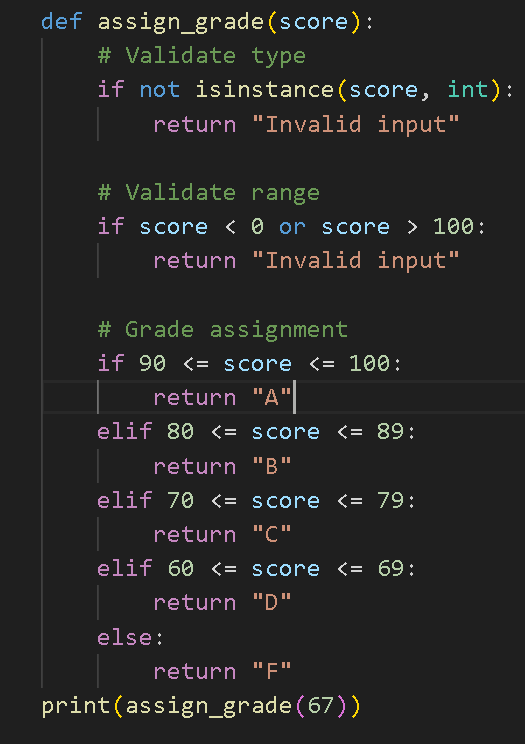 def assign_grade(score):
    # Validate type
    if not isinstance(score, int):
        return "Invalid input"

    # Validate range
    if score < 0 or score > 100:
        return "Invalid input"

    # Grade assignment
    if 90 <= score <= 100:
        return "A"
    elif 80 <= score <= 89:
        return "B"
    elif 70 <= score <= 79:
        return "C"
    elif 60 <= score <= 69:
        return "D"
    else:
        return "F"
print(assign_grade(67))